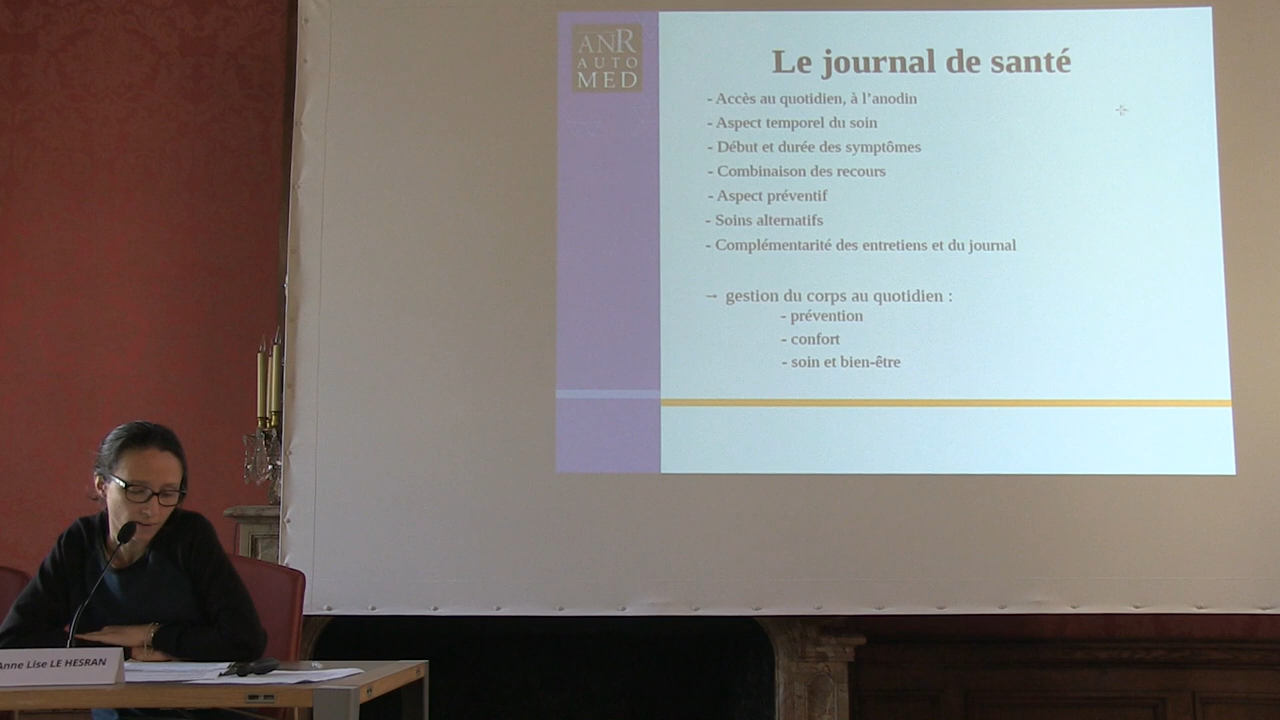 ANR
AUTO
MED
Le journal de santé
- Accès au quotidien, à l'anodin
- Aspect temporel du soin
- Début et durée des symptômes
- Combinaison des recours
- Aspect préventif
- Soins alternatifs
- Complémentarité des entretiens et du journal
→ gestion du corps au quotidien :
- prévention
- confort
- soin et bien-être
Anne Lise LE HESRAN